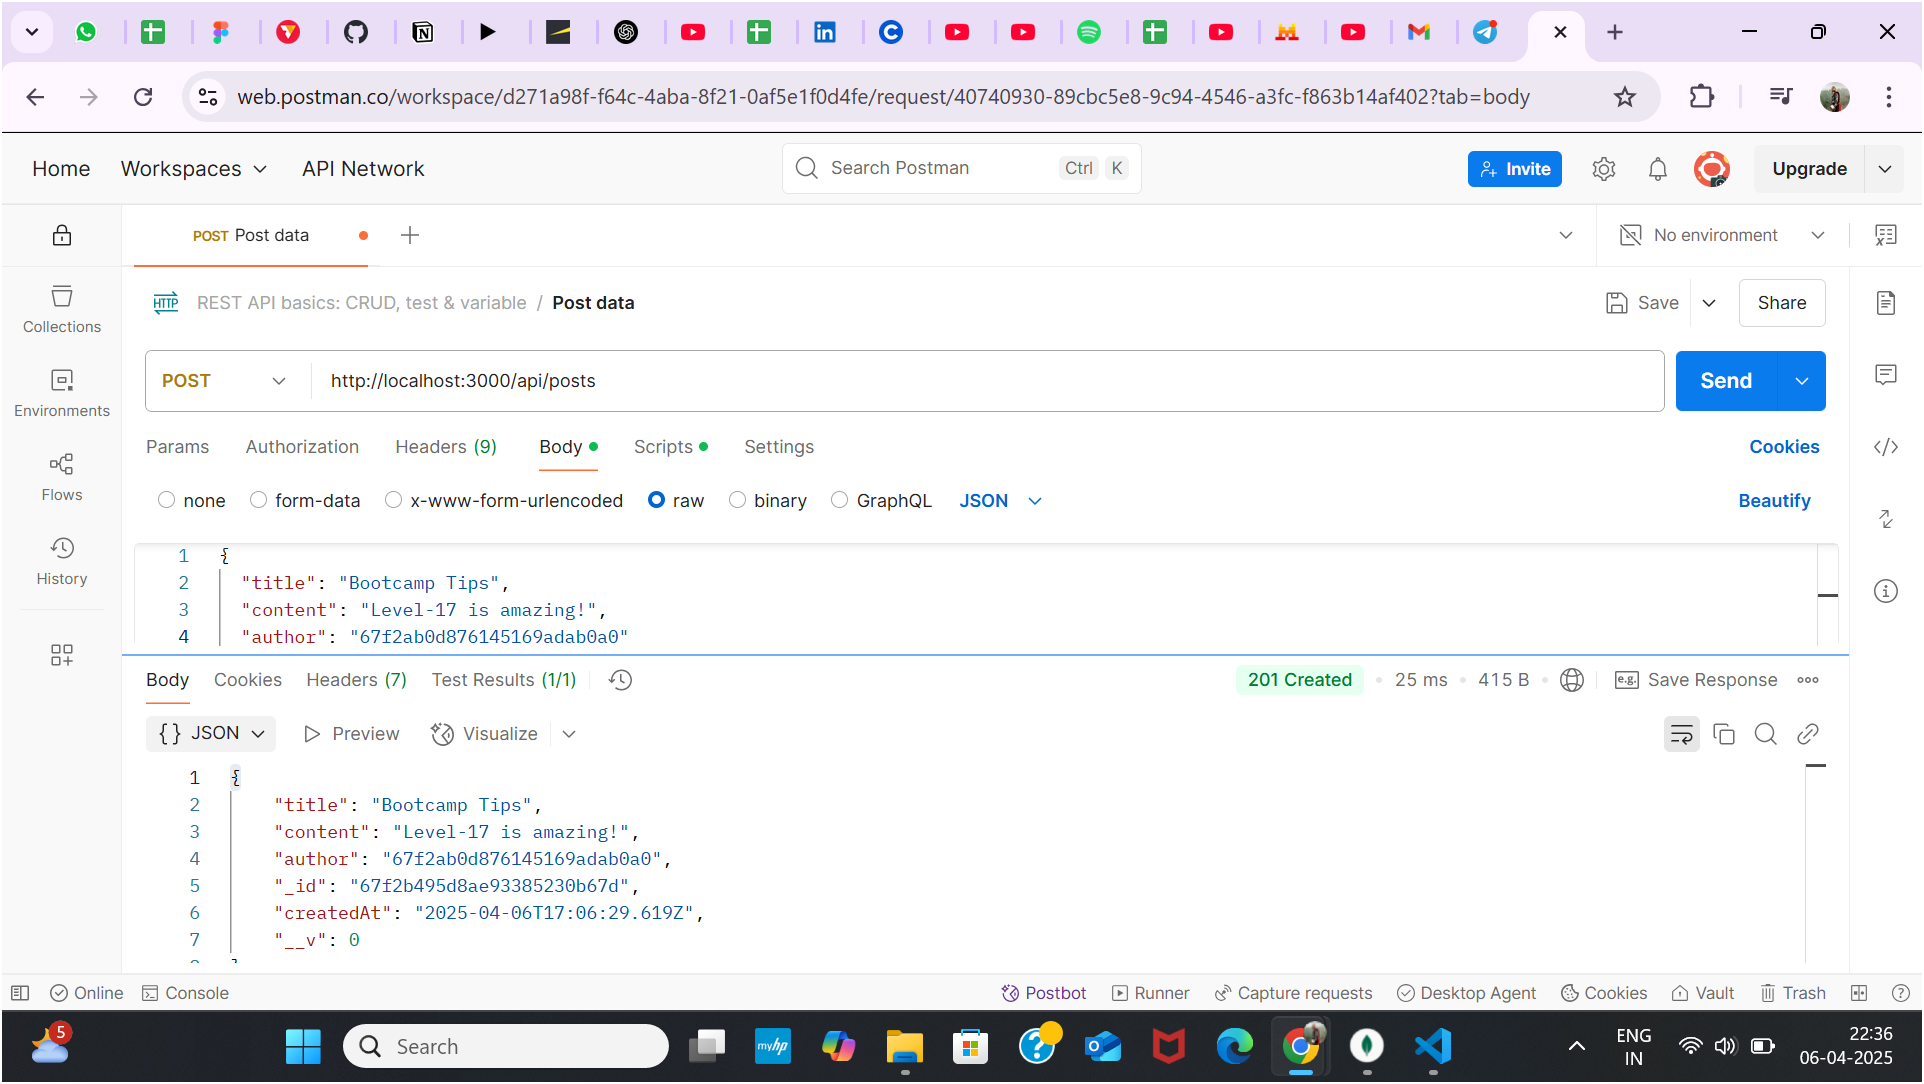 web.postman.co/workspace/d271a98f-f64c-4aba-8f21-0af5e1f0d4fe/request/40740930-89cbc5e8-9c94-4546-a3fc-f863b14af402?tab=body
Home Workspaces API Network Search Postman Ctrl K Invite Upgrade
POST Post data No environment
HTTP REST API basics: CRUD, test & variable / Post data Save Share
Collections
POST http://localhost:3000/api/posts Send
Environments
Params Authorization Headers (9) Body Scripts Settings Cookies
none form-data x-www-form-urlencoded raw binary GraphQL JSON Beautify
Flows
History
1 {
2 "title": "Bootcamp Tips",
3 "content": "Level-17 is amazing!",
4 "author": "67f2ab0d876145169adab0a0"
Body Cookies Headers (7) Test Results (1/1) 201 Created 25 ms 415 B e.g. Save Response
{} JSON Preview Visualize
1 {
2 "title": "Bootcamp Tips",
3 "content": "Level-17 is amazing!",
4 "author": "67f2ab0d876145169adab0a0",
5 "_id": "67f2b495d8ae93385230b67d",
6 "createdAt": "2025-04-06T17:06:29.619Z",
7 "__v": 0
Online Console Postbot Runner Capture requests Desktop Agent Cookies Vault Trash
5 Search myhp ENG IN 22:36
06-04-2025